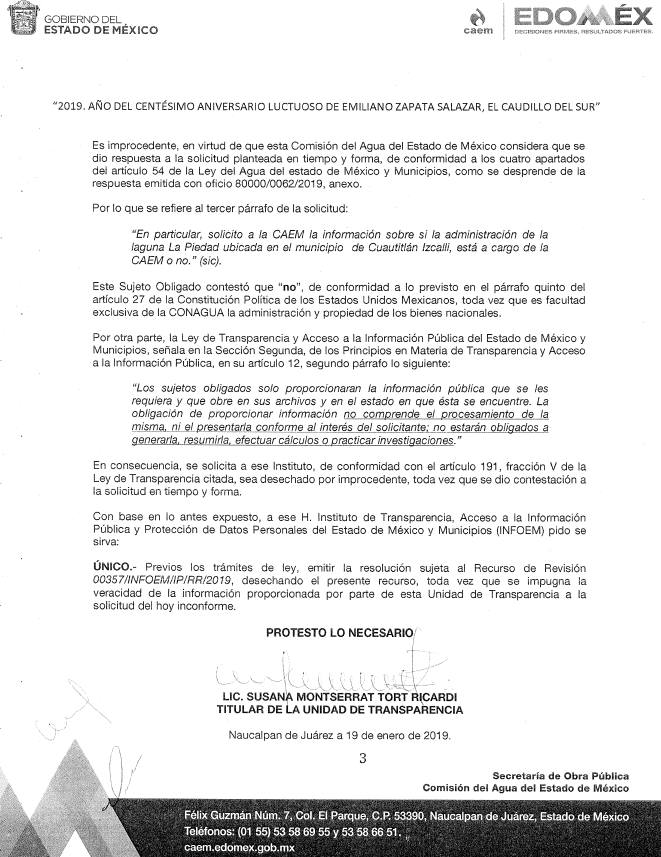 GOBIERNO DEL
ESTADO DE MÉXICO
caem
EDOMÉX
DECISIONES FIRMES, RESULTADOS FUERTES.
"2019. AÑO DEL CENTÉSIMO ANIVERSARIO LUCTUOSO DE EMILIANO ZAPATA SALAZAR, EL CAUDILLO DEL SUR"
Es improcedente, en virtud de que esta Comisión del Agua del Estado de México considera que se
dio respuesta a la solicitud planteada en tiempo y forma, de conformidad a los cuatro apartados
del artículo 54 de la Ley del Agua del estado de México y Municipios, como se desprende de la
respuesta emitida con oficio 80000/0062/2019, anexo.
Por lo que se refiere al tercer párrafo de la solicitud:
"En particular, solicito a la CAEM la información sobre si la administración de la
laguna La Piedad ubicada en el municipio de Cuautitlán Izcalli, está a cargo de la
CAEM o no." (sic).
Este Sujeto Obligado contestó que "no", de conformidad a lo previsto en el párrafo quinto del
artículo 27 de la Constitución Política de los Estados Unidos Mexicanos, toda vez que es facultad
exclusiva de la CONAGUA la administración y propiedad de los bienes nacionales.
Por otra parte, la Ley de Transparencia y Acceso a la Información Pública del Estado de México y
Municipios, señala en la Sección Segunda, de los Principios en Materia de Transparencia y Acceso
a la Información Pública, en su artículo 12, segundo párrafo lo siguiente:
"Los sujetos obligados solo proporcionaran la información pública que se les
requiera y que obre en sus archivos y en el estado en que ésta se encuentre. La
obligación de proporcionar información no comprende el procesamiento de la
misma, ni el presentarla conforme al interés del solicitante; no estarán obligados a
generarla, resumirla, efectuar cálculos o practicar investigaciones."
En consecuencia, se solicita a ese Instituto, de conformidad con el artículo 191, fracción V de la
Ley de Transparencia citada, sea desechado por improcedente, toda vez que se dio contestación a
la solicitud en tiempo y forma.
Con base en lo antes expuesto, a ese H. Instituto de Transparencia, Acceso a la Información
Pública y Protección de Datos Personales del Estado de México y Municipios (INFOEM) pido se
sirva:
ÚNICO.- Previos los trámites de ley, emitir la resolución sujeta al Recurso de Revisión
00357/INFOEM/IP/RR/2019, desechando el presente recurso, toda vez que se impugna la
veracidad de la información proporcionada por parte de esta Unidad de Transparencia a la
solicitud del hoy inconforme.
PROTESTO LO NECESARIO
LIC. SUSANA MONTSERRAT TORT RICARDI
TITULAR DE LA UNIDAD DE TRANSPARENCIA
Naucalpan de Juárez a 19 de enero de 2019.
3
Secretaría de Obra Pública
Comisión del Agua del Estado de México
Félix Guzmán Núm. 7, Col. El Parque, C.P. 53390, Naucalpan de Juárez, Estado de México
Teléfonos: (01 55) 53 58 69 55 y 53 58 66 51.
caem.edomex.gob.mx